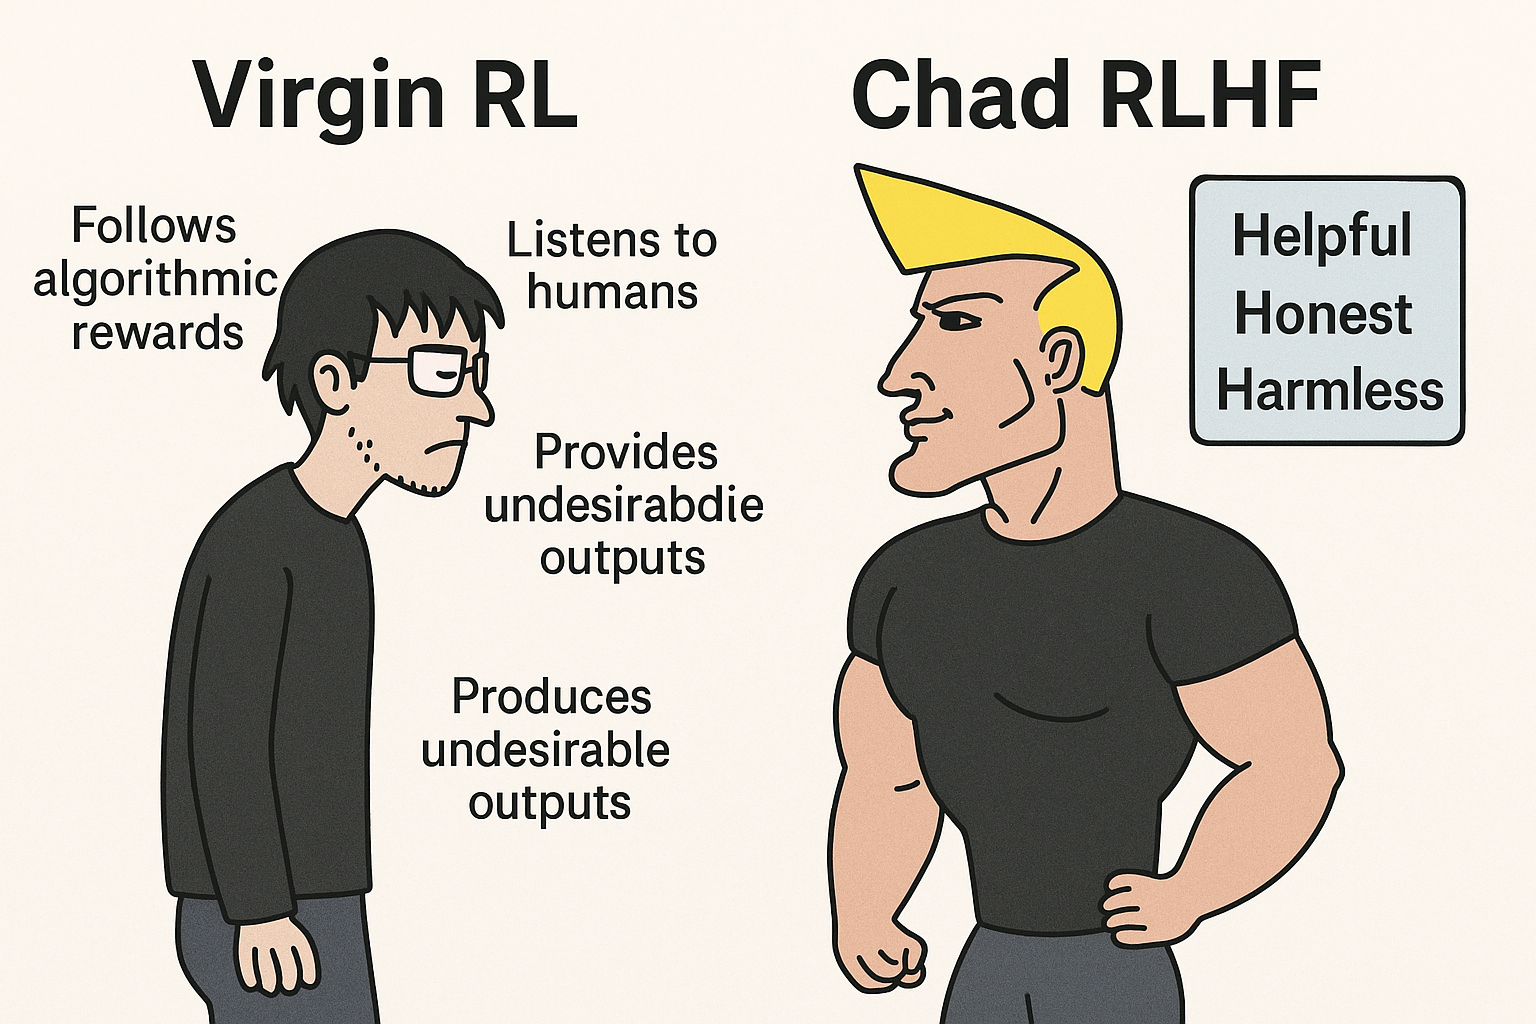 Virgin RL
Chad RLHF
Follows
algorithmic
rewards
Listens to
humans
Provides
undesirabdie
outputs
Produces
undesirable
outputs
Helpful
Honest
Harmless